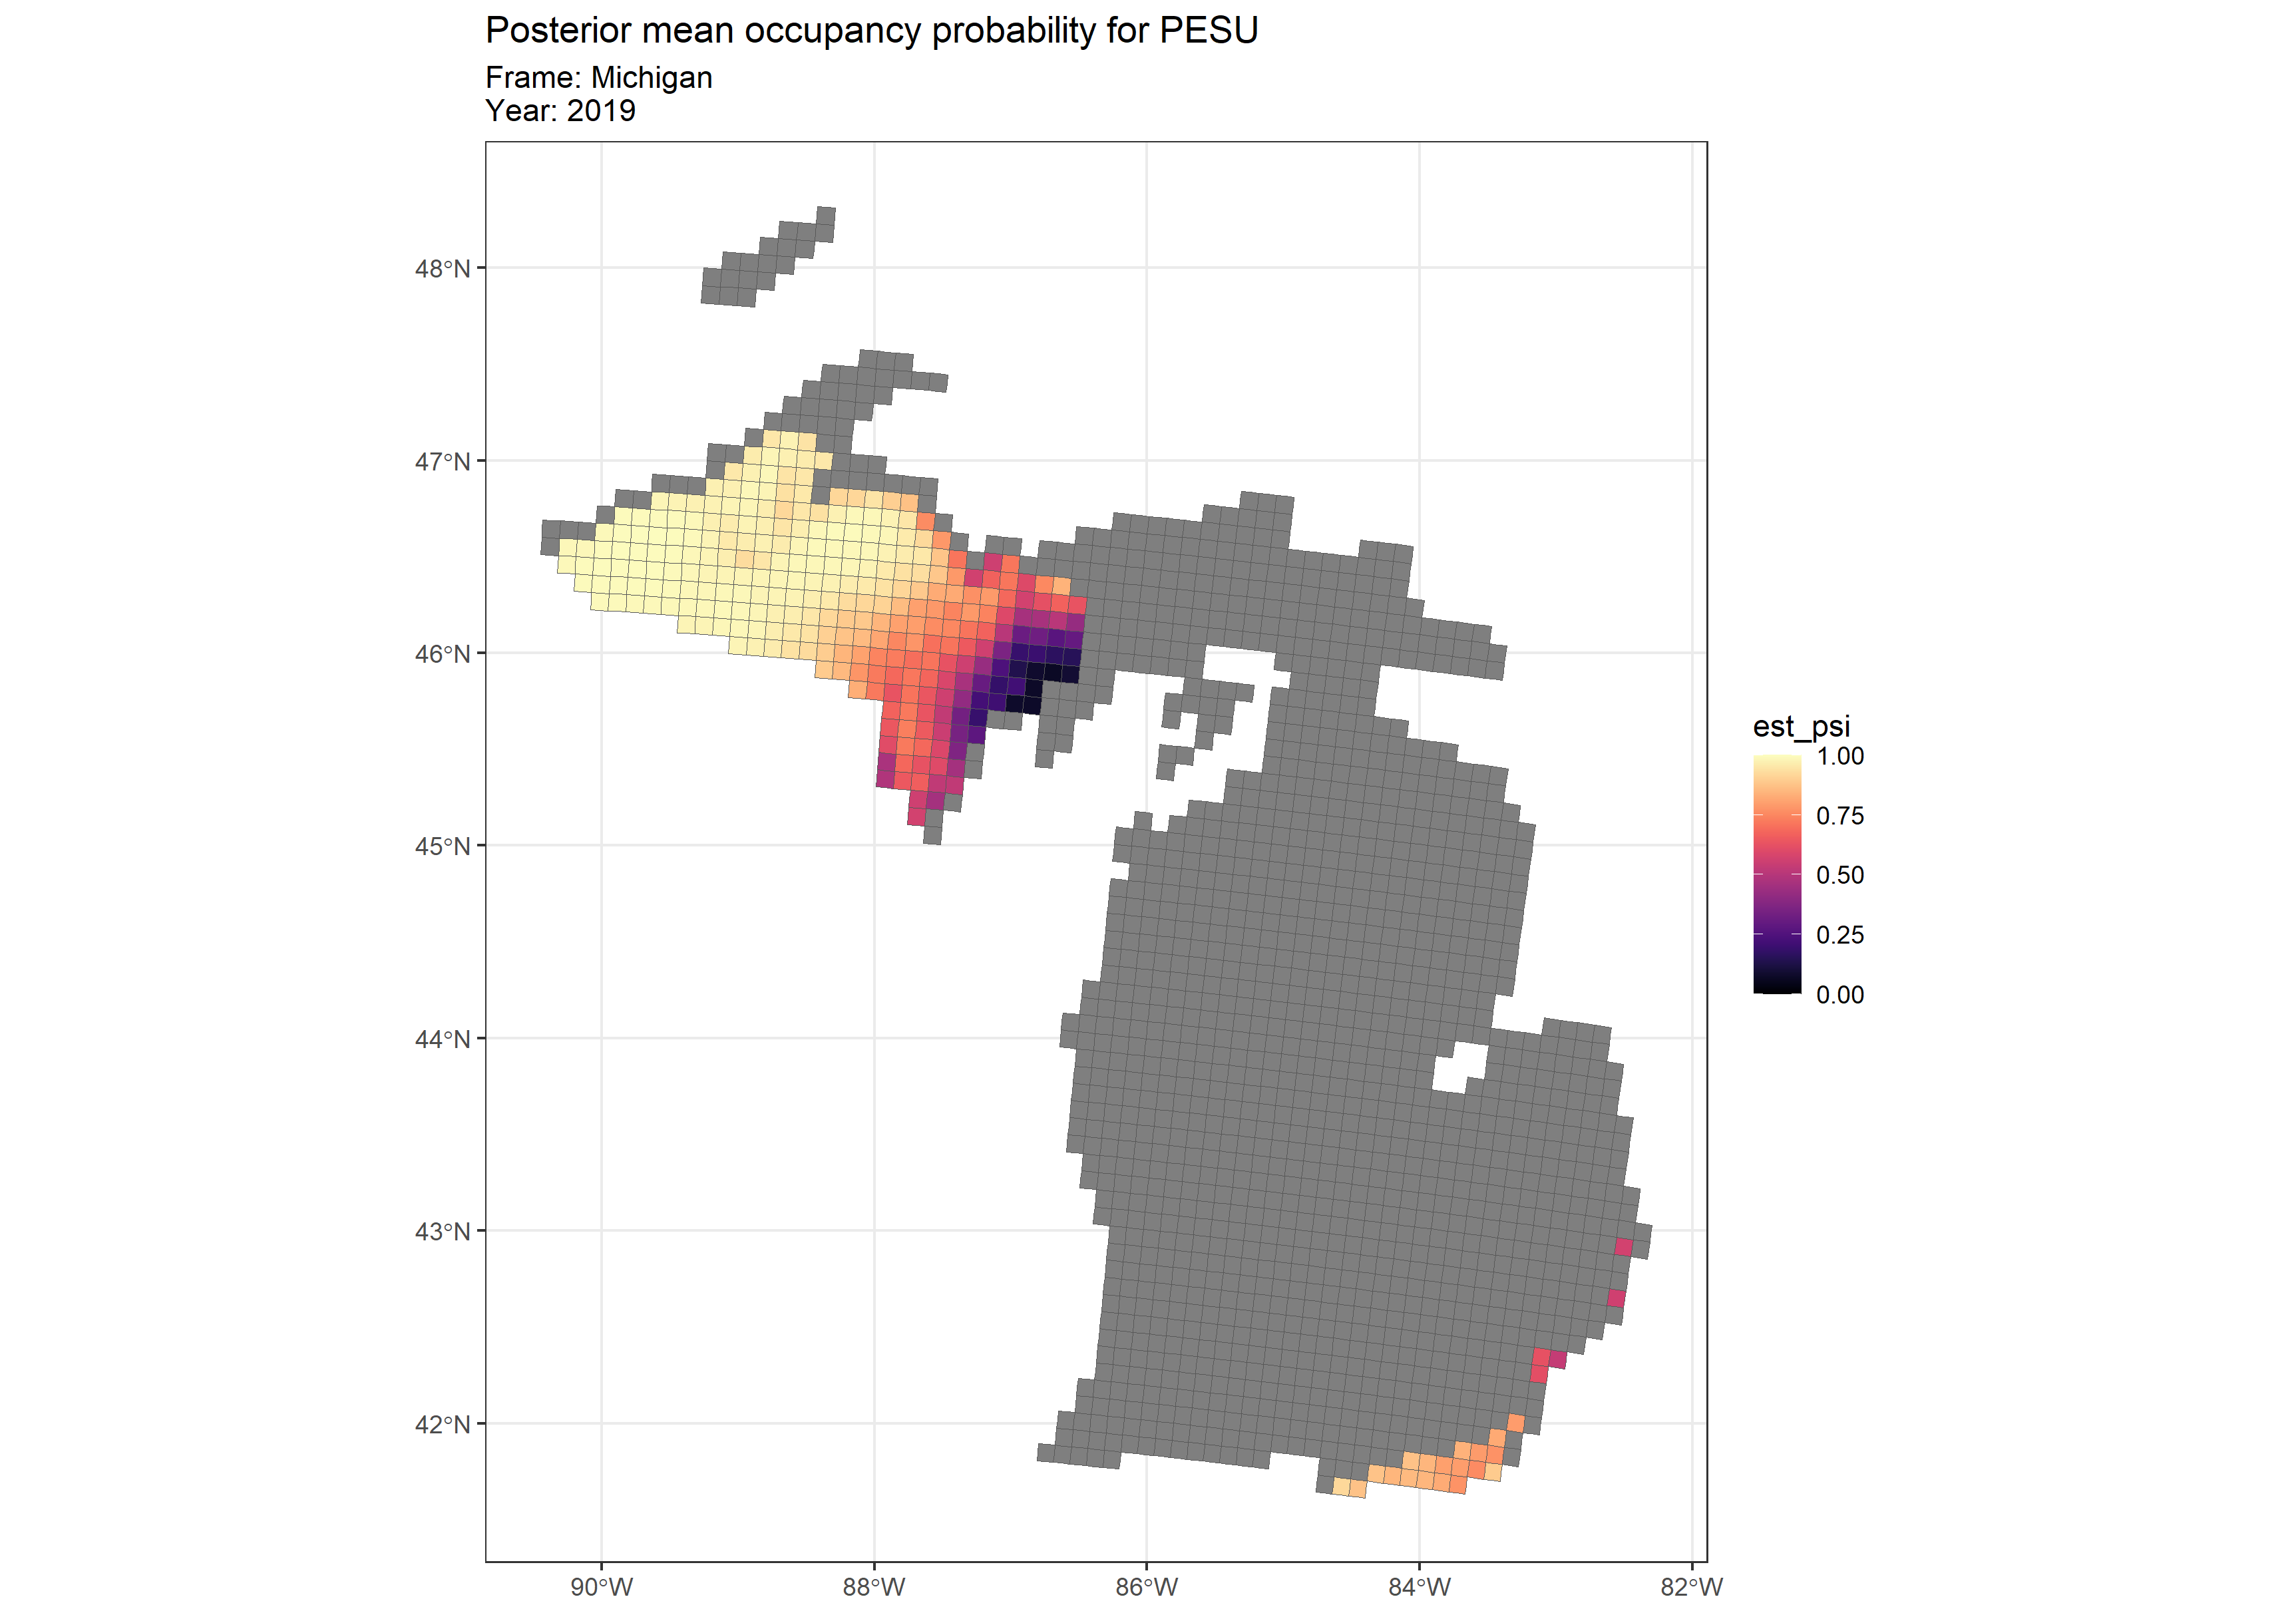 Posterior mean occupancy probability for PESU
Frame: Michigan
Year: 2019
48°N
47°N
46°N
45°N
44°N
43°N
42°N
90°W
88°W
86°W
84°W
82°W
est_psi
1.00
0.75
0.50
0.25
0.00